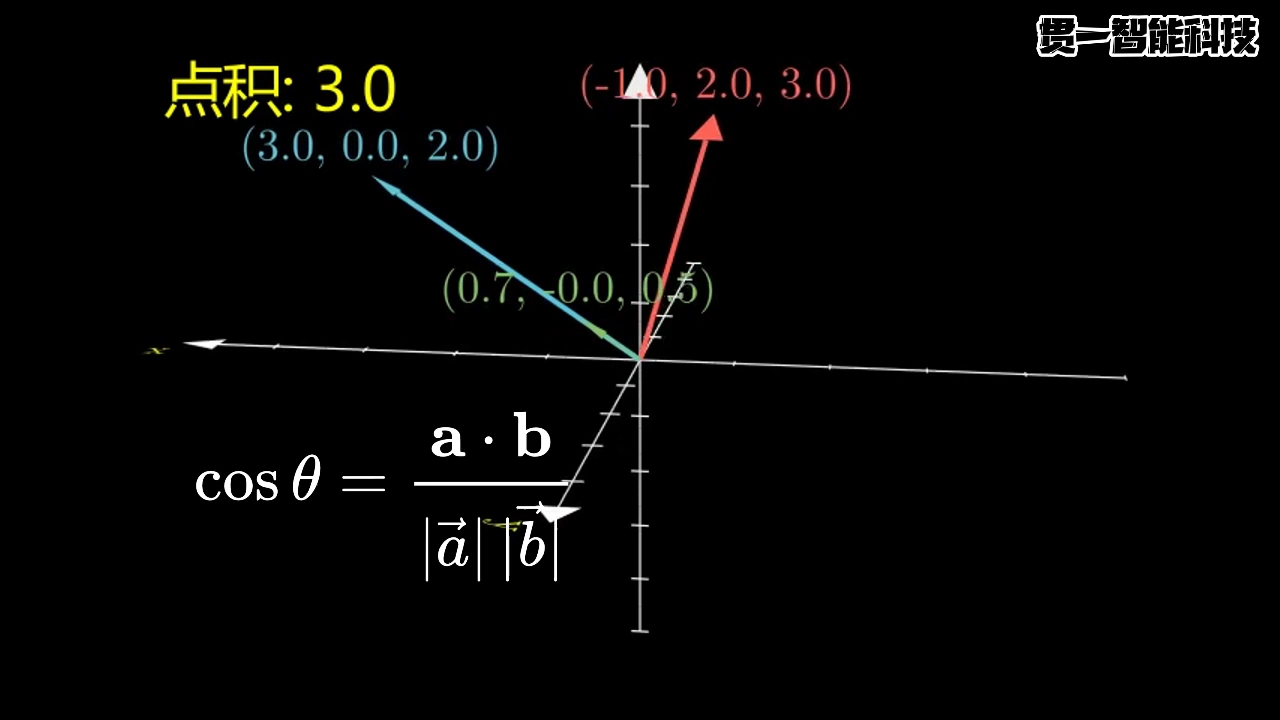 贯一智能科技
点积: 3.0
(-1.0, 2.0, 3.0)
(3.0, 0.0, 2.0)
(0.7, -0.0, 0.5)
x
cos θ = a · b / |a⃗| |b⃗|